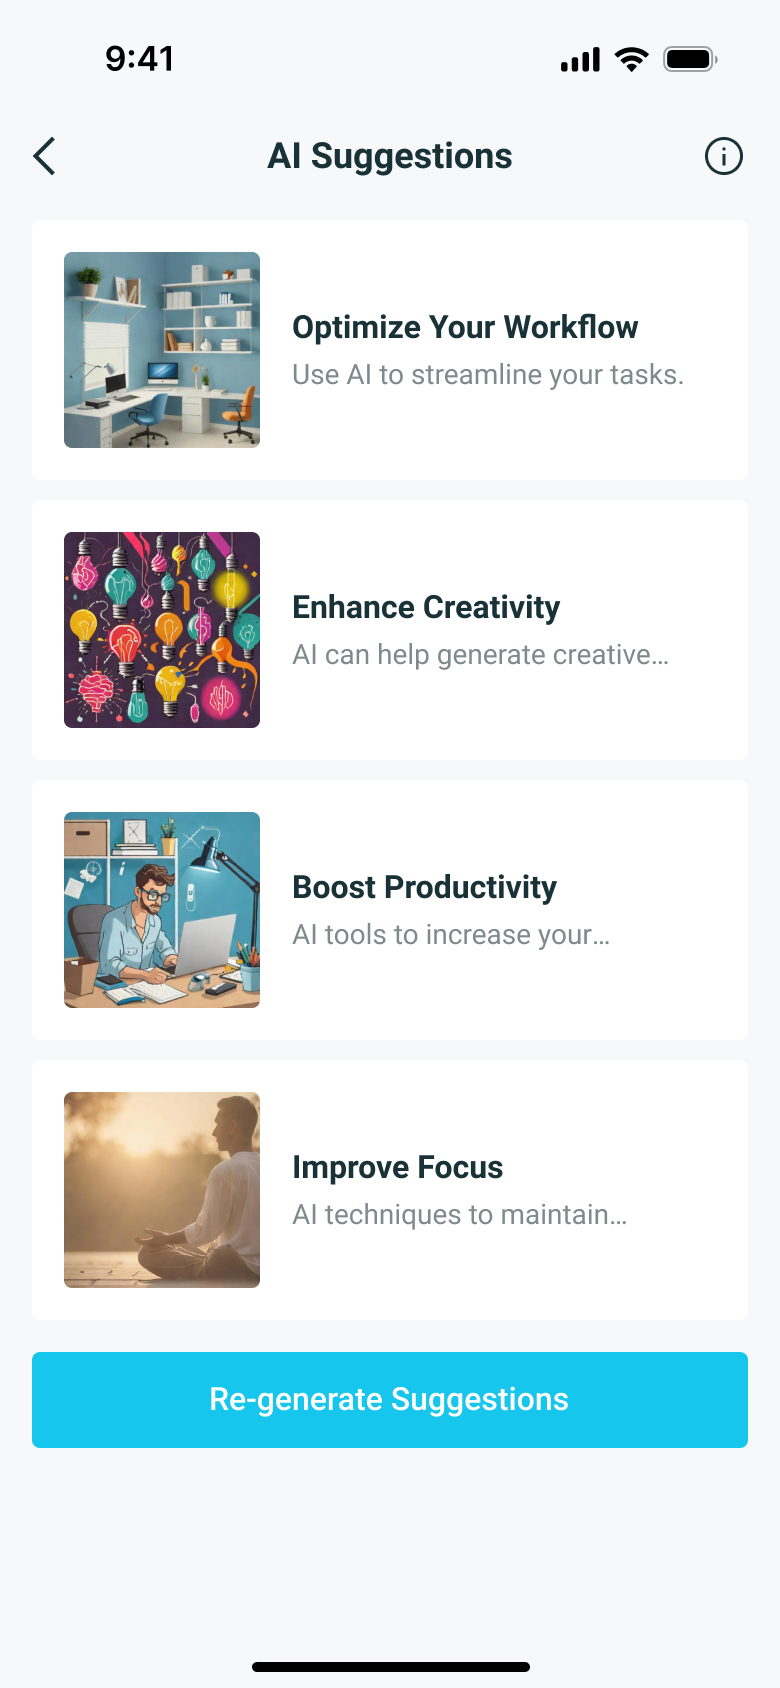 9:41
AI Suggestions
Optimize Your Workflow
Use AI to streamline your tasks.
Enhance Creativity
AI can help generate creative...
Boost Productivity
AI tools to increase your...
Improve Focus
AI techniques to maintain...
Re-generate Suggestions